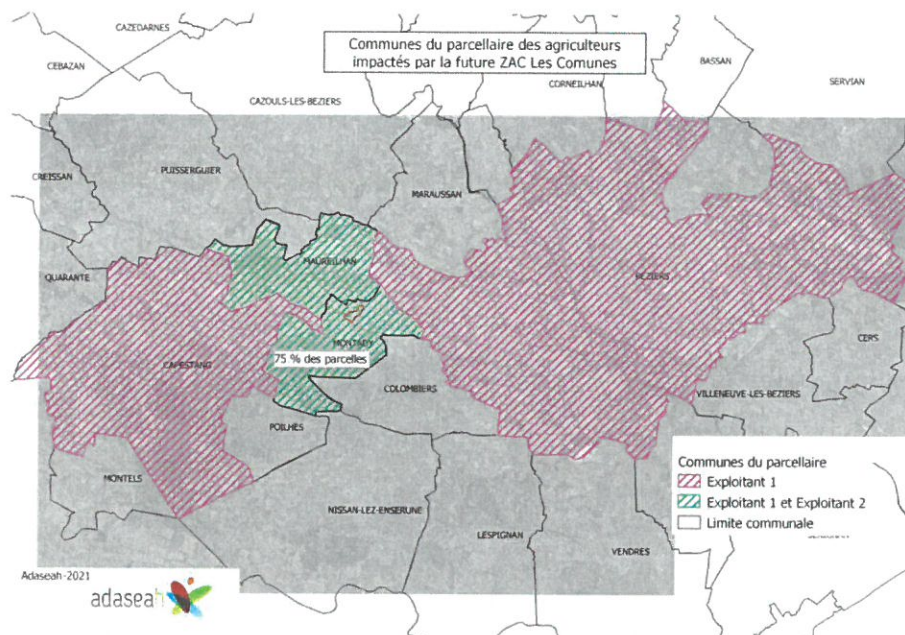 CAZEDARNES
Communes du parcellaire des agriculteurs
impactés par la future ZAC Les Comunes
CEBAZAN
BASSAN
SERVIAN
CORNEILHAN
CAZOULS-LES-BEZIERS
PUISSERGUIER
CREISSAN
MARAUSSAN
MAUREILHAN
QUARANTE
BEZIERS
MONTADY
CERS
75 % des parcelles
CAPESTANG
COLOMBIERS
VILLENEUVE-LES-BEZIERS
POILHES
MONTELS
Communes du parcellaire
Exploitant 1
Exploitant 1 et Exploitant 2
Limite communale
NISSAN-LEZ-ENSERUNE
LESPIGNAN
VENDRES
Adaseah-2021
adaseah